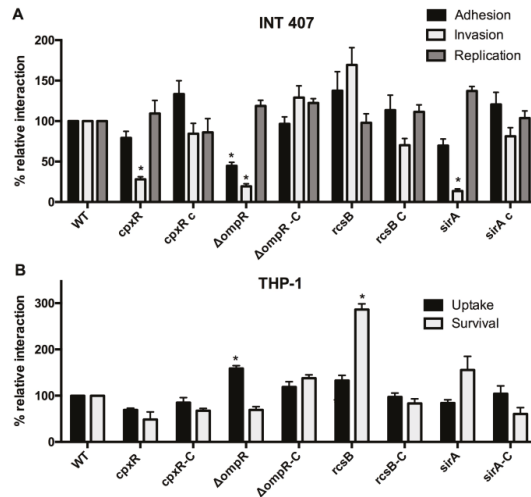 A
INT 407
Adhesion
Invasion
Replication
% relative interaction
200
150
100
50
0
*
*
*
*
WT
cpxR
cpxR c
ΔompR
ΔompR -C
rcsB
rcsB C
sirA
sirA c
B
THP-1
Uptake
Survival
% relative interaction
300
200
100
0
*
*
WT
cpxR
cpxR-C
ΔompR
ΔompR-C
rcsB
rcsB-C
sirA
sirA-C